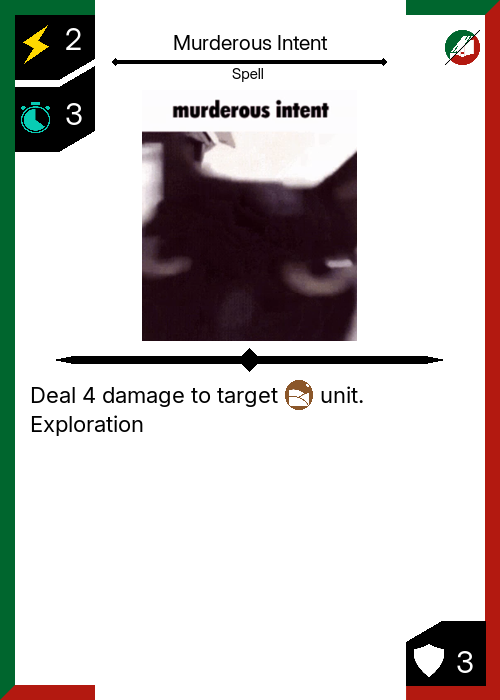 2
Murderous Intent
Spell
3
murderous intent
Deal 4 damage to target unit.
Exploration
3